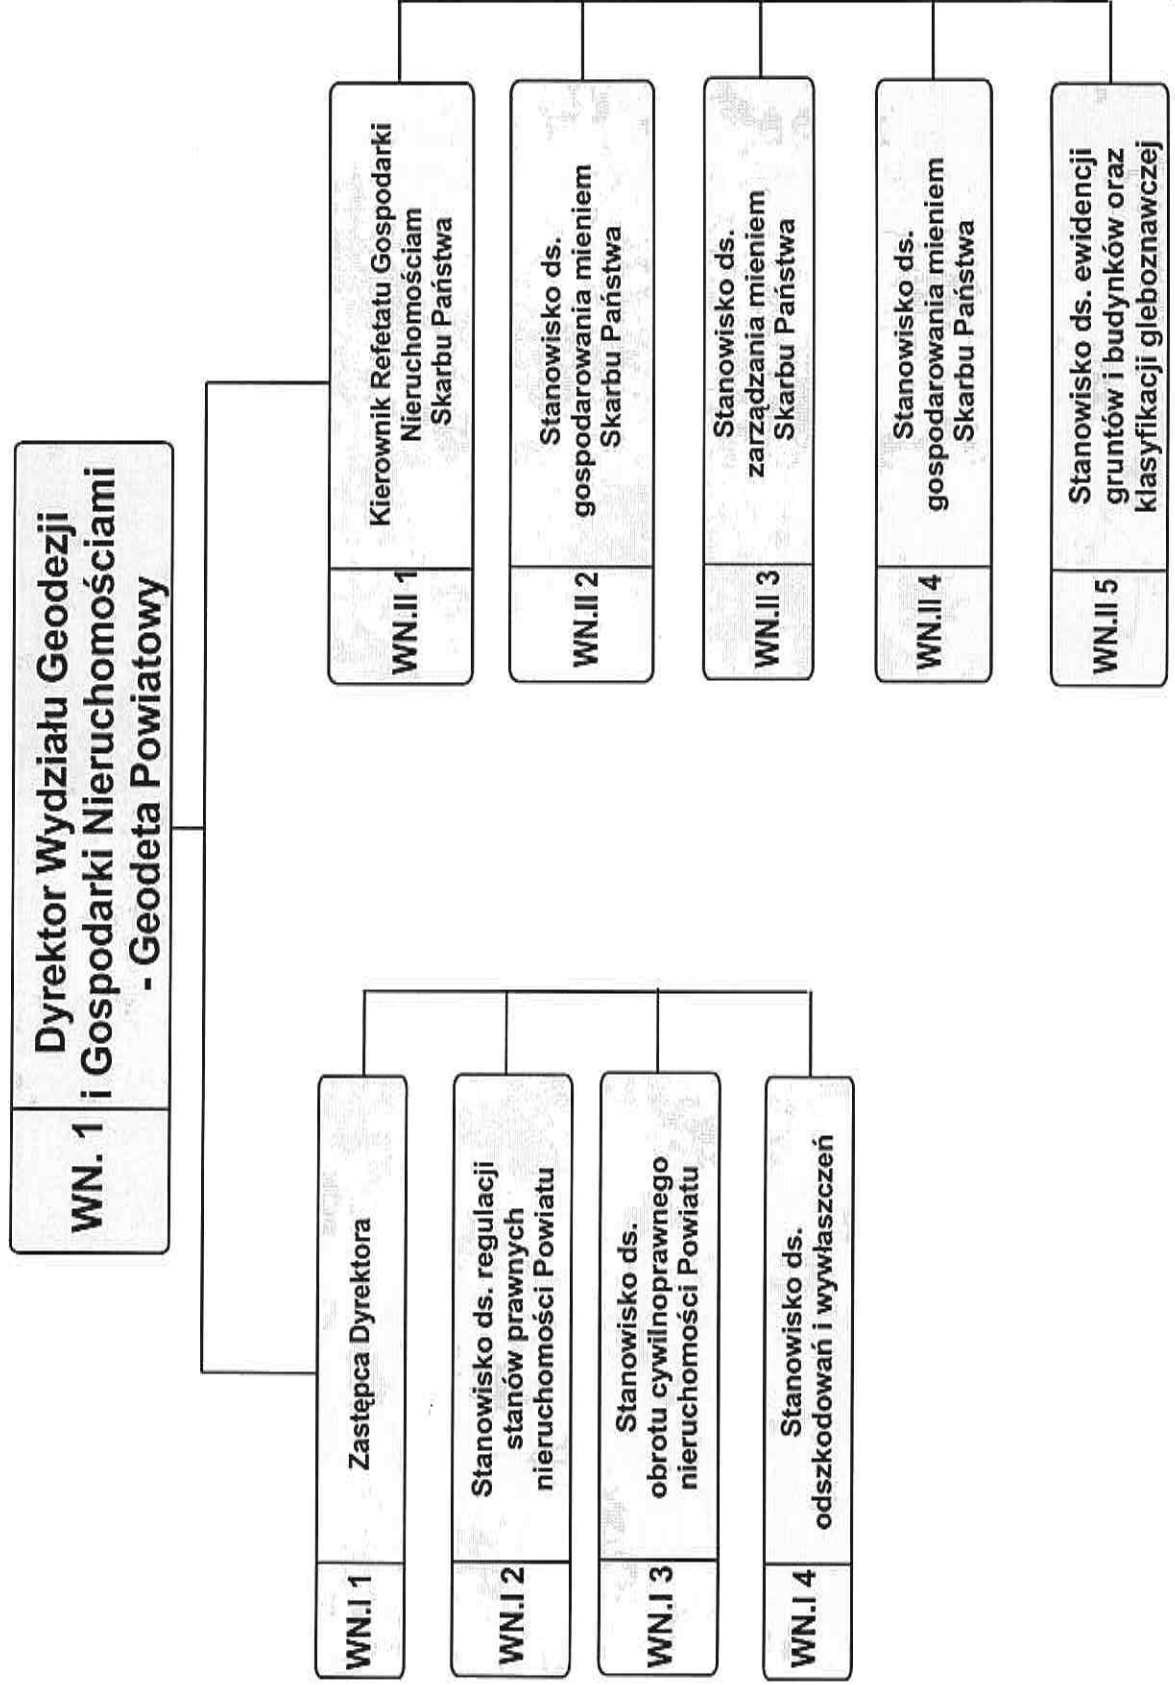 WN. 1
Dyrektor Wydziału Geodezji
i Gospodarki Nieruchomościami
- Geodeta Powiatowy
WN.I 1
Zastępca Dyrektora
WN.I 2
Stanowisko ds. regulacji
stanów prawnych
nieruchomości Powiatu
WN.I 3
Stanowisko ds.
obrotu cywilnoprawnego
nieruchomości Powiatu
WN.I 4
Stanowisko ds.
odszkodowań i wywłaszczeń
WN.II 1
Kierownik Refetatu Gospodarki
Nieruchomościam
Skarbu Państwa
WN.II 2
Stanowisko ds.
gospodarowania mieniem
Skarbu Państwa
WN.II 3
Stanowisko ds.
zarządzania mieniem
Skarbu Państwa
WN.II 4
Stanowisko ds.
gospodarowania mieniem
Skarbu Państwa
WN.II 5
Stanowisko ds. ewidencji
gruntów i budynków oraz
klasyfikacji gleboznawczej